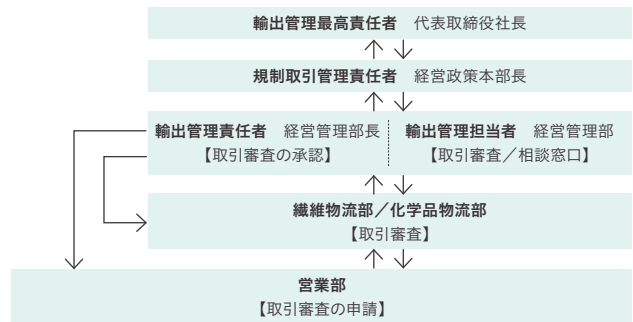 輸出管理最高責任者　代表取締役社長
規制取引管理責任者　経営政策本部長
輸出管理責任者　経営管理部長
【取引審査の承認】
輸出管理担当者　経営管理部
【取引審査／相談窓口】
繊維物流部／化学品物流部
【取引審査】
営業部
【取引審査の申請】